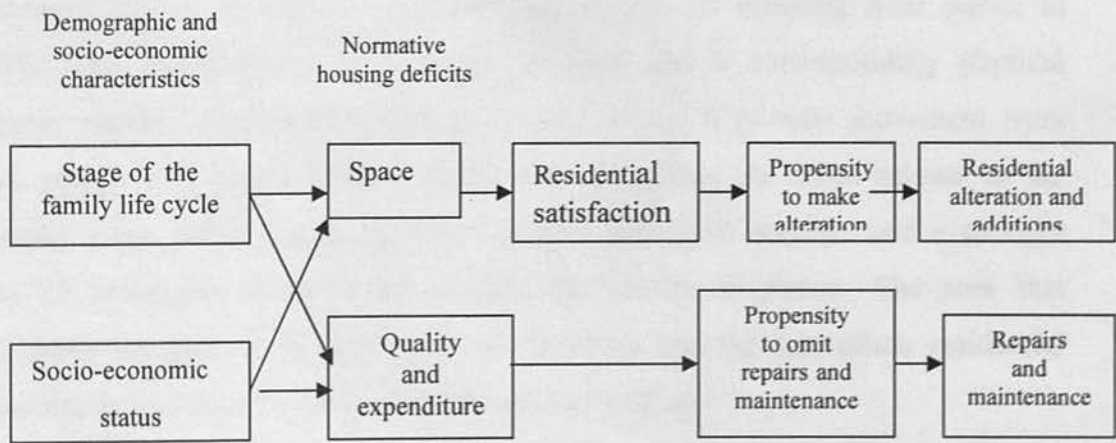 Demographic and
socio-economic
characteristics
Normative
housing deficits
Stage of the
family life cycle
Space
Residential
satisfaction
Propensity
to make
alteration
Residential
alteration and
additions
Socio-economic
status
Quality
and
expenditure
Propensity
to omit
repairs and
maintenance
Repairs
and
maintenance